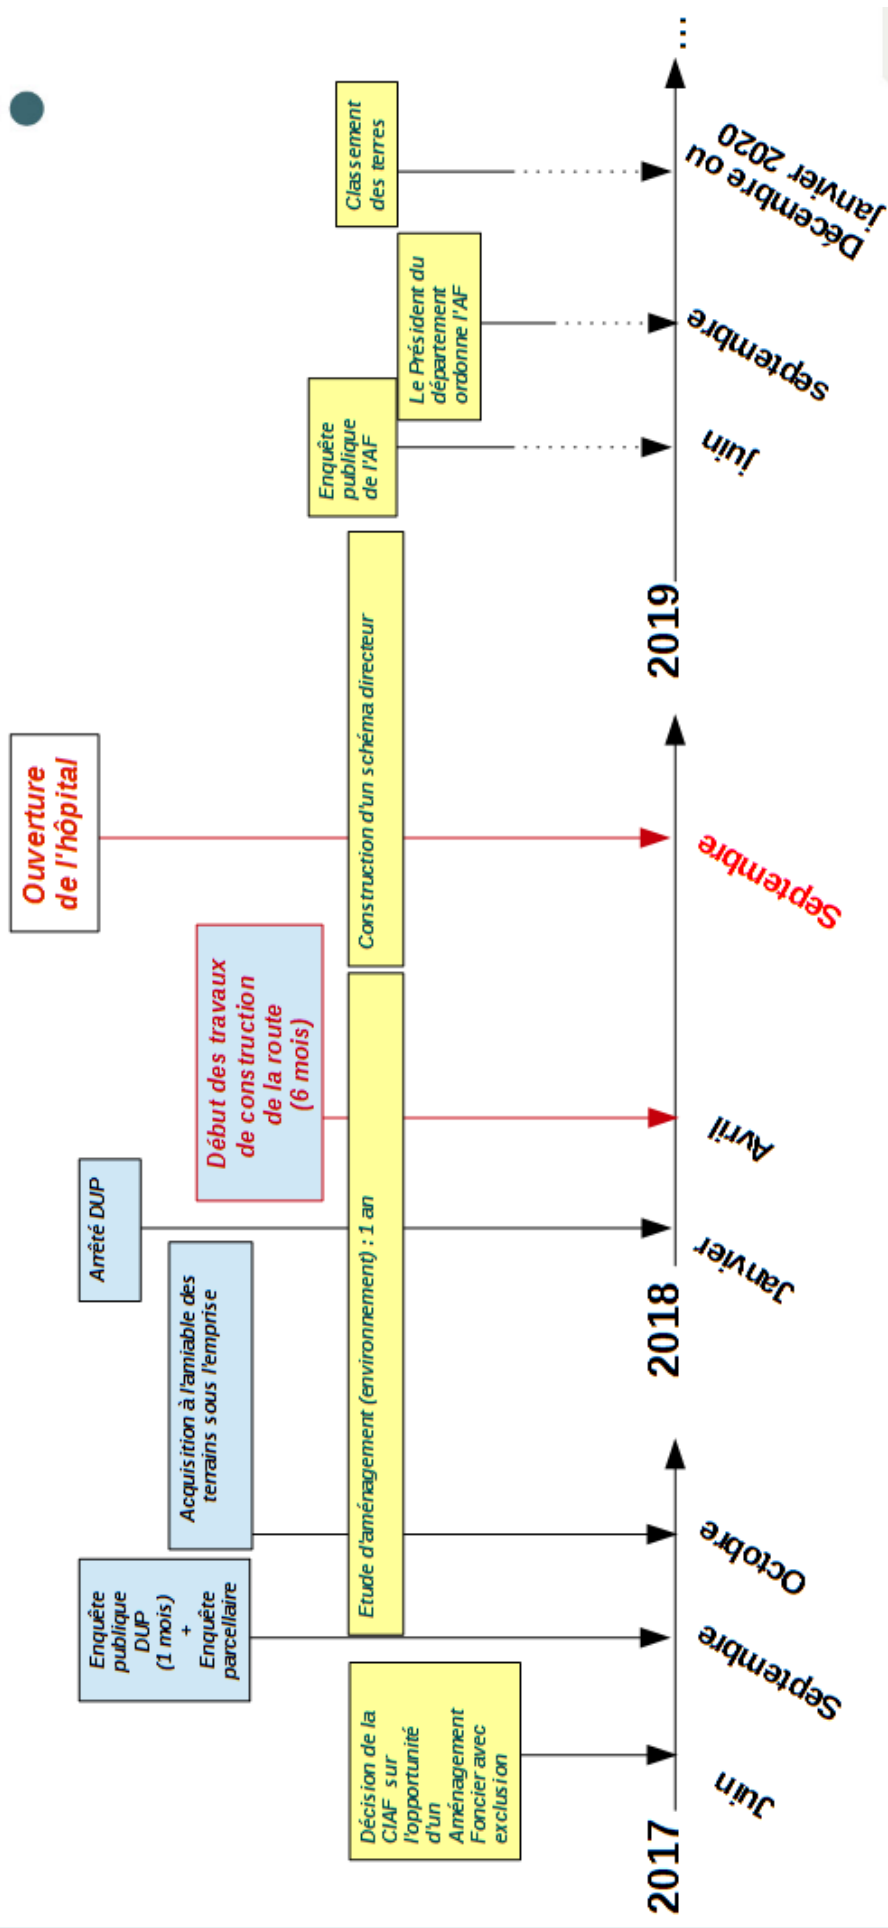 Ouverture
de l'hôpital
Enquête
publique
DUP
(1 mois)
+
Enquête
parcellaire
Arrêté DUP
Acquisition à l'amiable des
terrains sous l'emprise
Début des travaux
de construction
de la route
(6 mois)
Décision de la
CIAF sur
l'opportunité
d'un
Aménagement
Foncier avec
exclusion
Etude d'aménagement (environnement) : 1 an
Construction d'un schéma directeur
Enquête
publique
de l'AF
Le Président du
département
ordonne l'AF
Classement
des terres
2017
Juin
Septembre
Octobre
2018
Janvier
Avril
Septembre
2019
juin
septembre
Décembre ou
janvier 2020
...